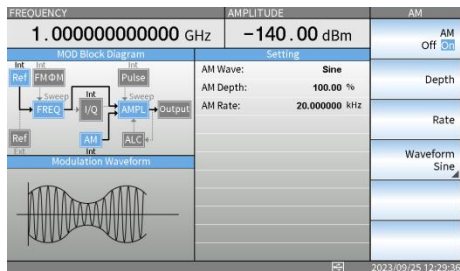 FREQUENCY
AMPLITUDE
AM
1.000000000000 GHz
-140.00 dBm
AM
Off On
MOD Block Diagram
Setting
Int
Int
Int
Ref
FMΦM
Pulse
Sweep
Int
Sweep
FREQ
I/Q
AMPL
Output
Ref
AM
ALC
Ext
Int
AM Wave: Sine
AM Depth: 100.00 %
AM Rate: 20.000000 kHz
Depth
Rate
Waveform
Sine
Modulation Waveform
2023/09/25 12:29:36